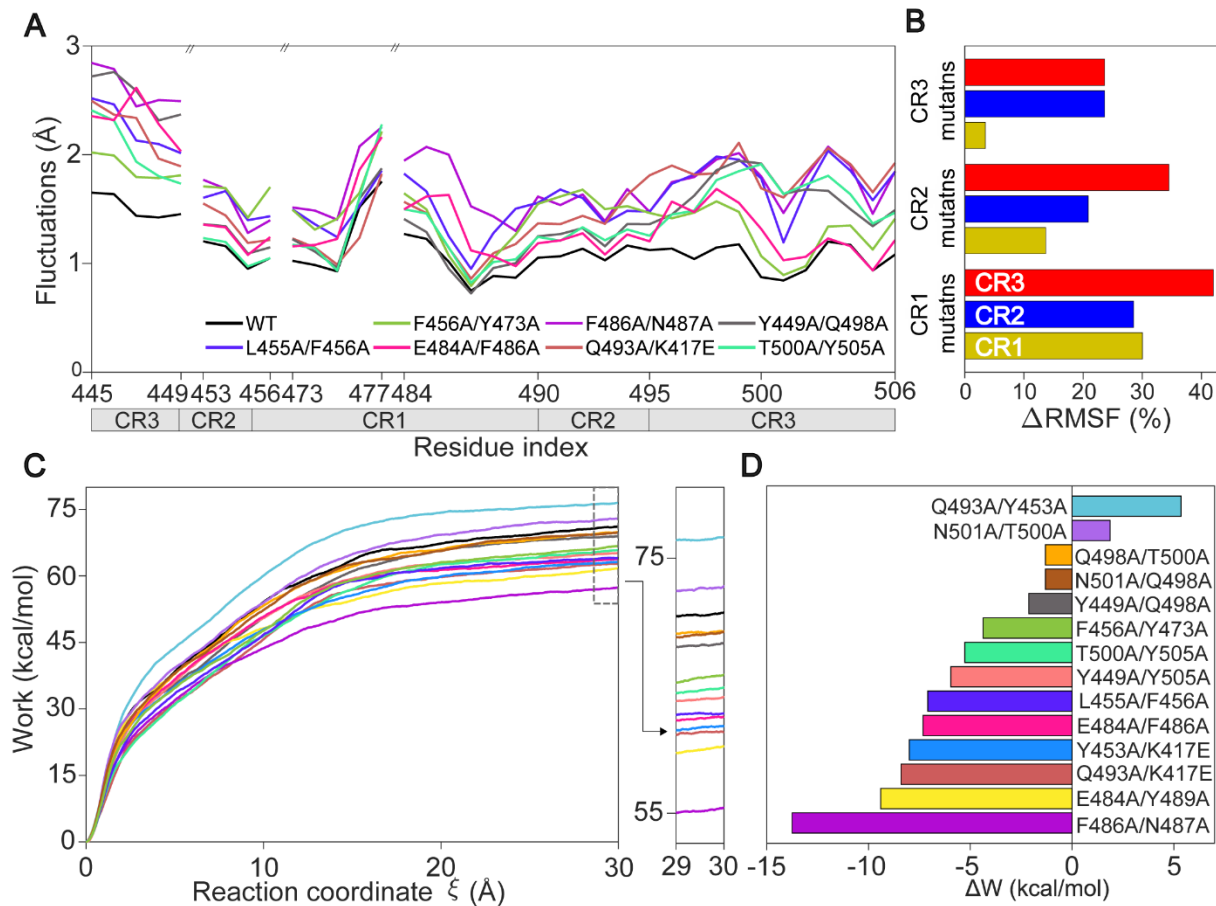 A
Fluctuations (Å)
3
2
1
0
WT
F456A/Y473A
F486A/N487A
Y449A/Q498A
L455A/F456A
E484A/F486A
Q493A/K417E
T500A/Y505A
445 449 453 456 473 477 484 490 495 500 506
CR3 CR2 CR1 CR2 CR3
Residue index
B
CR3
mutatns
CR2
mutatns
CR1
mutatns
CR3
CR2
CR1
0 10 20 30 40
ΔRMSF (%)
C
Work (kcal/mol)
75
60
45
30
15
0
0 10 20 30
Reaction coordinate ξ (Å)
75
55
29 30
D
Q493A/Y453A
N501A/T500A
Q498A/T500A
N501A/Q498A
Y449A/Q498A
F456A/Y473A
T500A/Y505A
Y449A/Y505A
L455A/F456A
E484A/F486A
Y453A/K417E
Q493A/K417E
E484A/Y489A
F486A/N487A
-15 -10 -5 0 5
ΔW (kcal/mol)